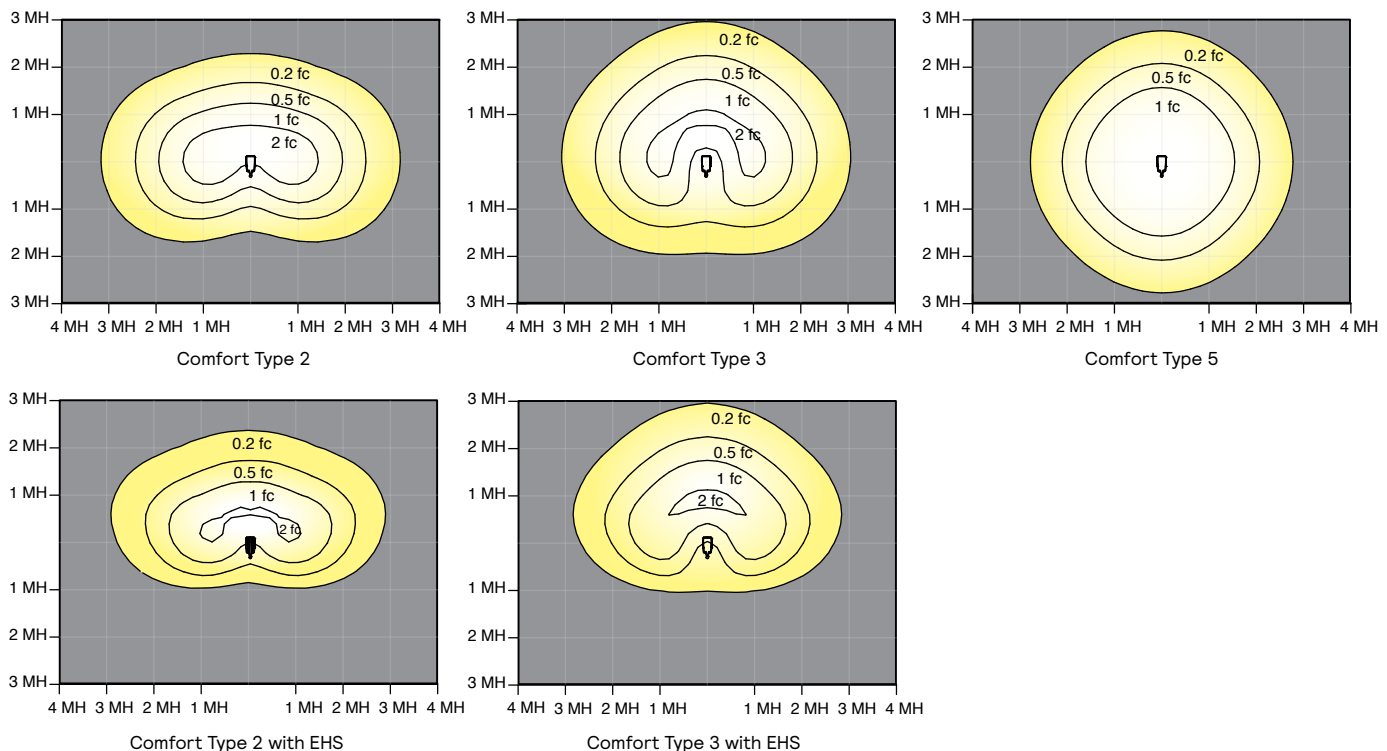 3 MH
2 MH
1 MH
1 MH
2 MH
3 MH
0.2 fc
0.5 fc
1 fc
2 fc
4 MH 3 MH 2 MH 1 MH 1 MH 2 MH 3 MH 4 MH
Comfort Type 2
3 MH
2 MH
1 MH
1 MH
2 MH
3 MH
0.2 fc
0.5 fc
1 fc
2 fc
4 MH 3 MH 2 MH 1 MH 1 MH 2 MH 3 MH 4 MH
Comfort Type 3
3 MH
2 MH
1 MH
1 MH
2 MH
3 MH
0.2 fc
0.5 fc
1 fc
4 MH 3 MH 2 MH 1 MH 1 MH 2 MH 3 MH 4 MH
Comfort Type 5
3 MH
2 MH
1 MH
1 MH
2 MH
3 MH
0.2 fc
0.5 fc
1 fc
2 fc
4 MH 3 MH 2 MH 1 MH 1 MH 2 MH 3 MH 4 MH
Comfort Type 2 with EHS
3 MH
2 MH
1 MH
1 MH
2 MH
3 MH
0.2 fc
0.5 fc
1 fc
2 fc
4 MH 3 MH 2 MH 1 MH 1 MH 2 MH 3 MH 4 MH
Comfort Type 3 with EHS